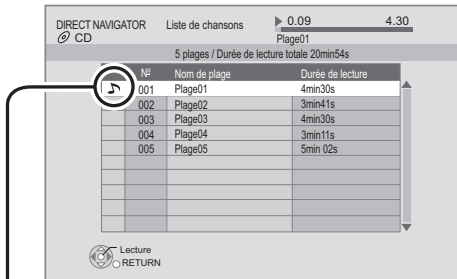 DIRECT NAVIGATOR Liste de chansons 0.09 4.30
CD Plage01
5 plages / Durée de lecture totale 20min54s
Nº Nom de plage Durée de lecture
001 Plage01 4min30s
002 Plage02 3min41s
003 Plage03 4min30s
004 Plage04 3min11s
005 Plage05 5min 02s
Lecture
RETURN